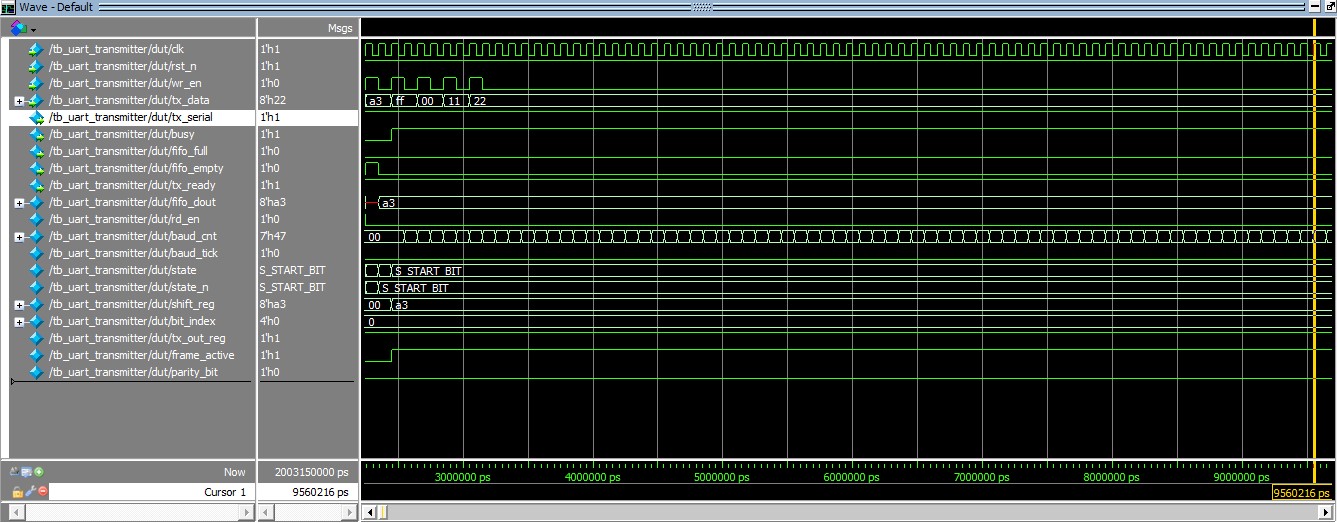 Wave - Default
Msgs
/tb_uart_transmitter/dut/clk 1'h1
/tb_uart_transmitter/dut/rst_n 1'h1
/tb_uart_transmitter/dut/wr_en 1'h0
/tb_uart_transmitter/dut/tx_data 8'h22 a3 ff 00 11 22
/tb_uart_transmitter/dut/tx_serial 1'h1
/tb_uart_transmitter/dut/busy 1'h1
/tb_uart_transmitter/dut/fifo_full 1'h0
/tb_uart_transmitter/dut/fifo_empty 1'h0
/tb_uart_transmitter/dut/tx_ready 1'h1
/tb_uart_transmitter/dut/fifo_dout 8'ha3 a3
/tb_uart_transmitter/dut/rd_en 1'h0
/tb_uart_transmitter/dut/baud_cnt 7'h47 00
/tb_uart_transmitter/dut/baud_tick 1'h0
/tb_uart_transmitter/dut/state S_START_BIT S_START_BIT
/tb_uart_transmitter/dut/state_n S_START_BIT S_START_BIT
/tb_uart_transmitter/dut/shift_reg 8'ha3 00 a3
/tb_uart_transmitter/dut/bit_index 4'h0 0
/tb_uart_transmitter/dut/tx_out_reg 1'h1
/tb_uart_transmitter/dut/frame_active 1'h1
/tb_uart_transmitter/dut/parity_bit 1'h0
Now 2003150000 ps 3000000 ps 4000000 ps 5000000 ps 6000000 ps 7000000 ps 8000000 ps 9000000 ps
Cursor 1 9560216 ps 9560216 ps